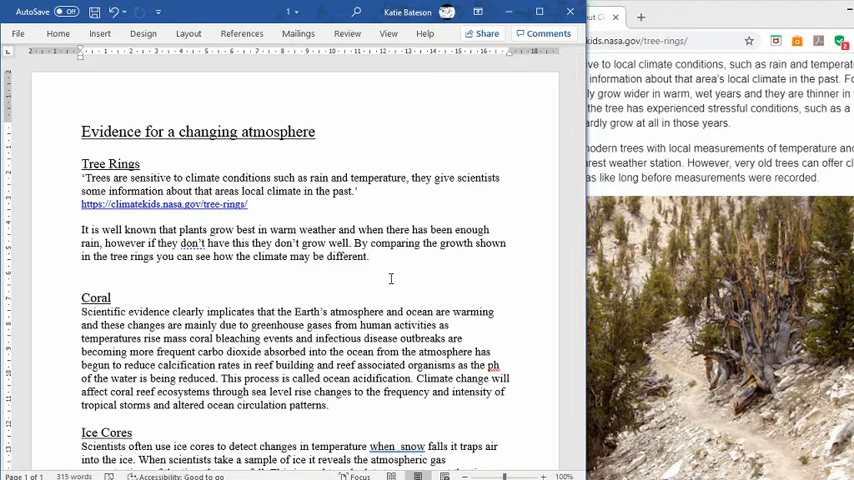 AutoSave Off 1 Katie Bateson
File Home Insert Draw Design Layout References Mailings Review View Help Share Comments
Evidence for a changing atmosphere
Tree Rings
‘Trees are sensitive to climate conditions such as rain and temperature, they give scientists
some information about that areas local climate in the past.’
https://climatekids.nasa.gov/tree-rings/
It is well known that plants grow best in warm weather and when there has been enough
rain, however if they don’t have this they don’t grow well. By comparing the growth shown
in the tree rings you can see how the climate may be different.
Coral
Scientific evidence clearly implicates that the Earth’s atmosphere and ocean are warming
and these changes are mainly due to greenhouse gases from human activities as
temperatures rise mass coral bleaching events and infectious disease outbreaks are
becoming more frequent carbo dioxide absorbed into the ocean from the atmosphere has
begun to reduce calcification rates in reef building and reef associated organisms as the ph
of the water is being reduced. This process is called ocean acidification. Climate change will
affect coral reef ecosystems through sea level rise changes to the frequency and intensity of
tropical storms and altered ocean circulation patterns.
Ice Cores
Scientists often use ice cores to detect changes in temperature when snow falls it traps air
into the ice. When scientists take a sample of ice it reveals the atmospheric gas
Page 1 of 1 315 words Accessibility: Good to go Focus 100%
kids.nasa.gov/tree-rings/
ve to local climate conditions, such as rain and temperat
information about that area's local climate in the past. Fo
ly grow wider in warm, wet years and they are thinner in
the tree has experienced stressful conditions, such as a
ardly grow at all in those years.
modern trees with local measurements of temperature and
arest weather station. However, very old trees can offer cl
as like long before measurements were recorded.